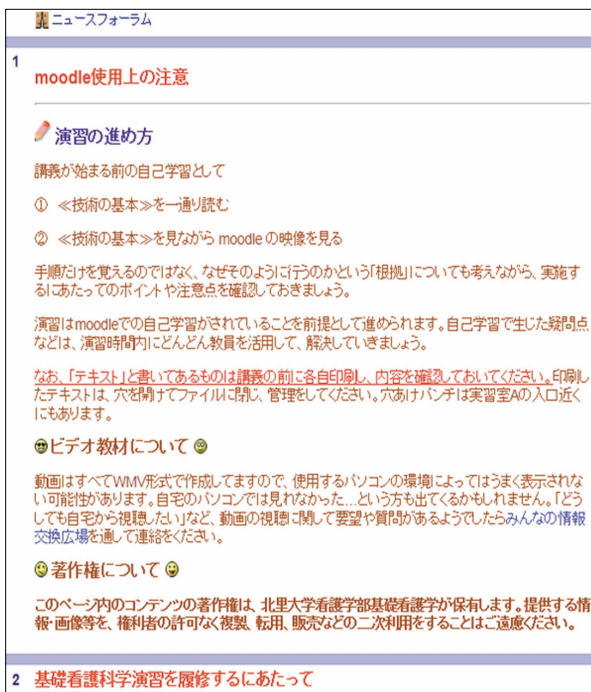 ニュースフォーラム
1
moodle使用上の注意
演習の進め方
講義が始まる前の自己学習として
① ≪技術の基本≫を一通り読む
② ≪技術の基本≫を見ながら moodle の映像を見る
手順だけを覚えるのではなく、なぜそのように行うのかという「根拠」についても考えながら、実施す
るにあたってのポイントや注意点を確認しておきましょう。
演習はmoodleでの自己学習がされていることを前提として進められます。自己学習で生じた疑問点
などは、演習時間内にどんどん教員を活用して、解決していきましょう。
なお、「テキスト」と書いてあるものは講義の前に各自印刷し、内容を確認しておいてください。印刷し
たテキストは、穴を開けてファイルに閉じ、管理をしてください。穴あけパンチは実習室Aの入口近く
にもあります。
ビデオ教材について
動画はすべてWMV形式で作成してますので、使用するパソコンの環境によってはうまく表示されな
い可能性があります。自宅のパソコンでは見れなかった...という方も出てくるかもしれません。「どう
しても自宅から視聴したい」など、動画の視聴に関して要望や質問があるようでしたらみんなの情報
交換広場を通して連絡をください。
著作権について
このページ内のコンテンツの著作権は、北里大学看護学部基礎看護学が保有します。提供する情
報・画像等を、権利者の許可なく複製、転用、販売などの二次利用をすることはご遠慮ください。
2 基礎看護科学演習を履修するにあたって